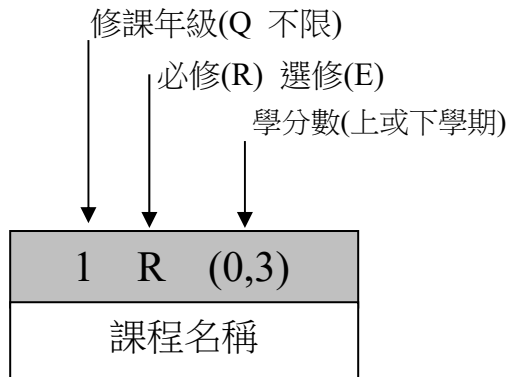 修課年級(Q 不限)
必修(R) 選修(E)
學分數(上或下學期)
1 R (0,3)
課程名稱